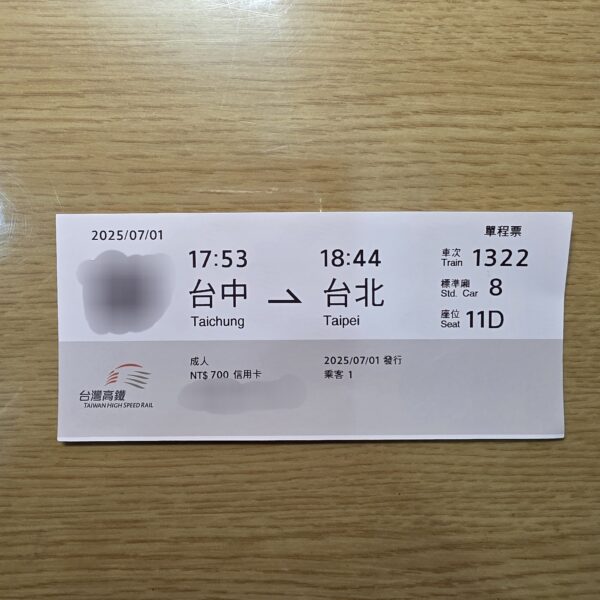 2025/07/01
單程票
17:53
18:44
車次 1322
Train
台中
台北
標準廂 8
Std. Car
Taichung
Taipei
座位 11D
Seat
成人
2025/07/01 發行
NT$ 700 信用卡
乘客 1
台灣高鐵
TAIWAN HIGH SPEED RAIL